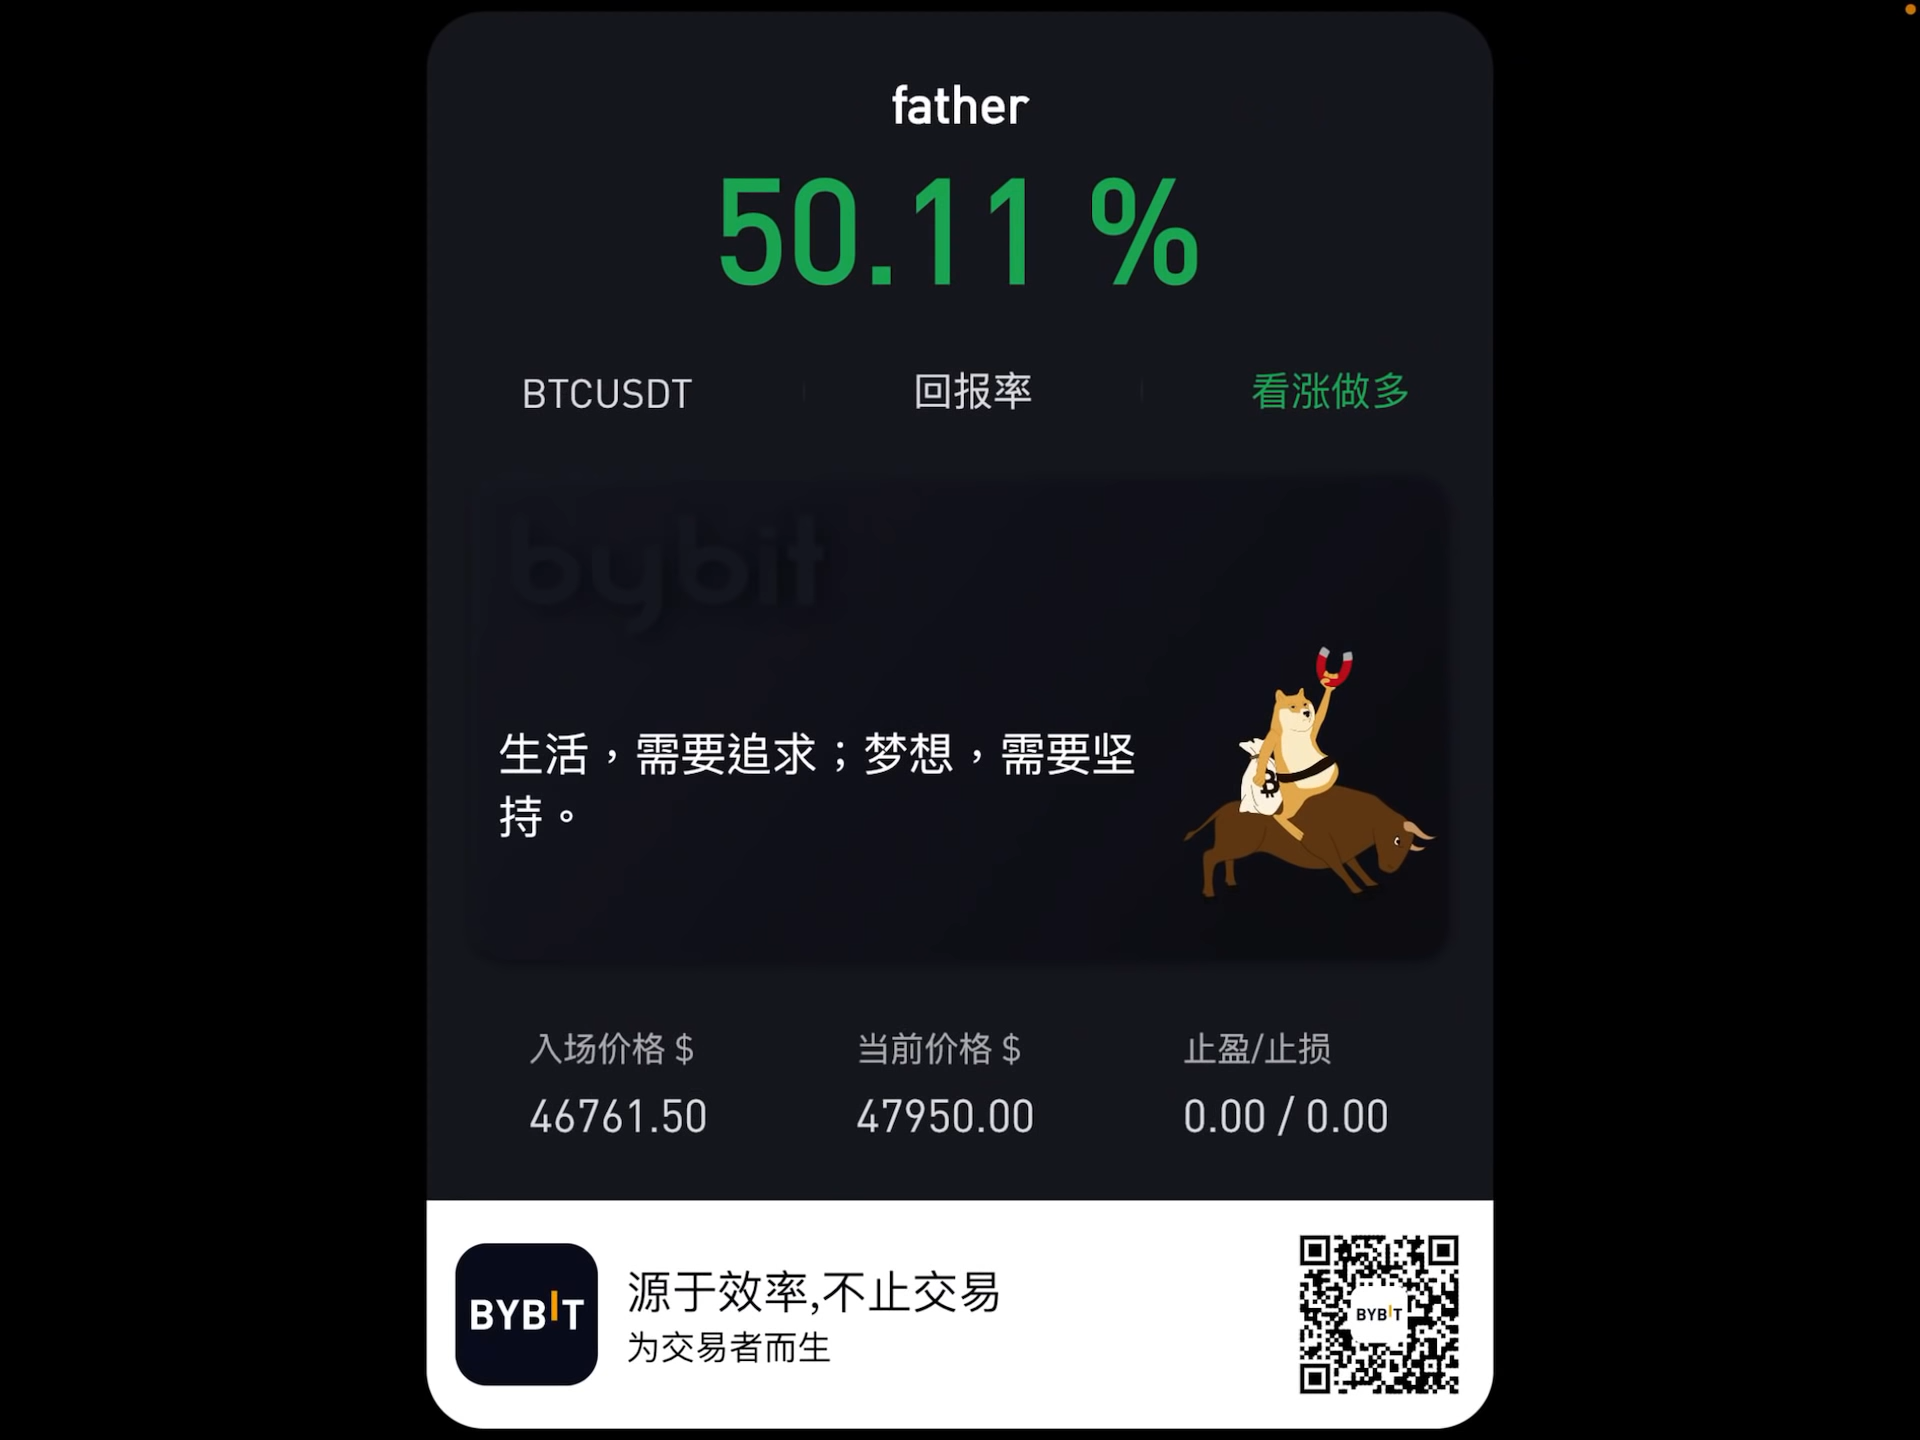 father
50.11 %
BTCUSDT
回报率
看涨做多
bybit
生活，需要追求；梦想，需要坚
持。
入场价格 $
当前价格 $
止盈/止损
46761.50
47950.00
0.00 / 0.00
BYBIT
源于效率,不止交易
为交易者而生
BYBIT